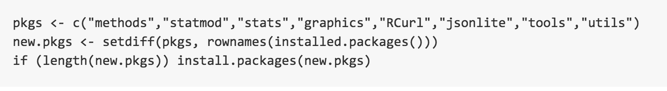 pkgs <- c("methods","statmod","stats","graphics","RCurl","jsonlite","tools","utils")
new.pkgs <- setdiff(pkgs, rownames(installed.packages()))
if (length(new.pkgs)) install.packages(new.pkgs)